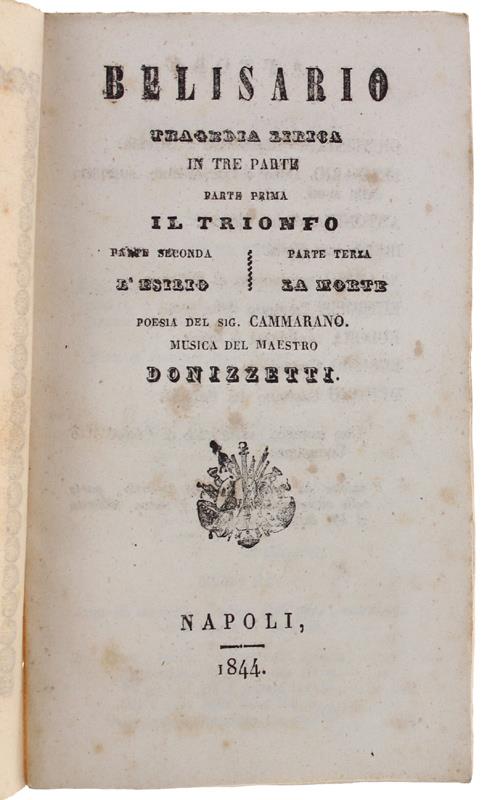 BELISARIO
TRAGEDIA LIRICA
IN TRE PARTE
PARTE PRIMA
IL TRIONFO
PARTE SECONDA
L'ESILIO
PARTE TERZA
LA MORTE
POESIA DEL SIG. CAMMARANO.
MUSICA DEL MAESTRO
DONIZZETTI.
NAPOLI,
1844.